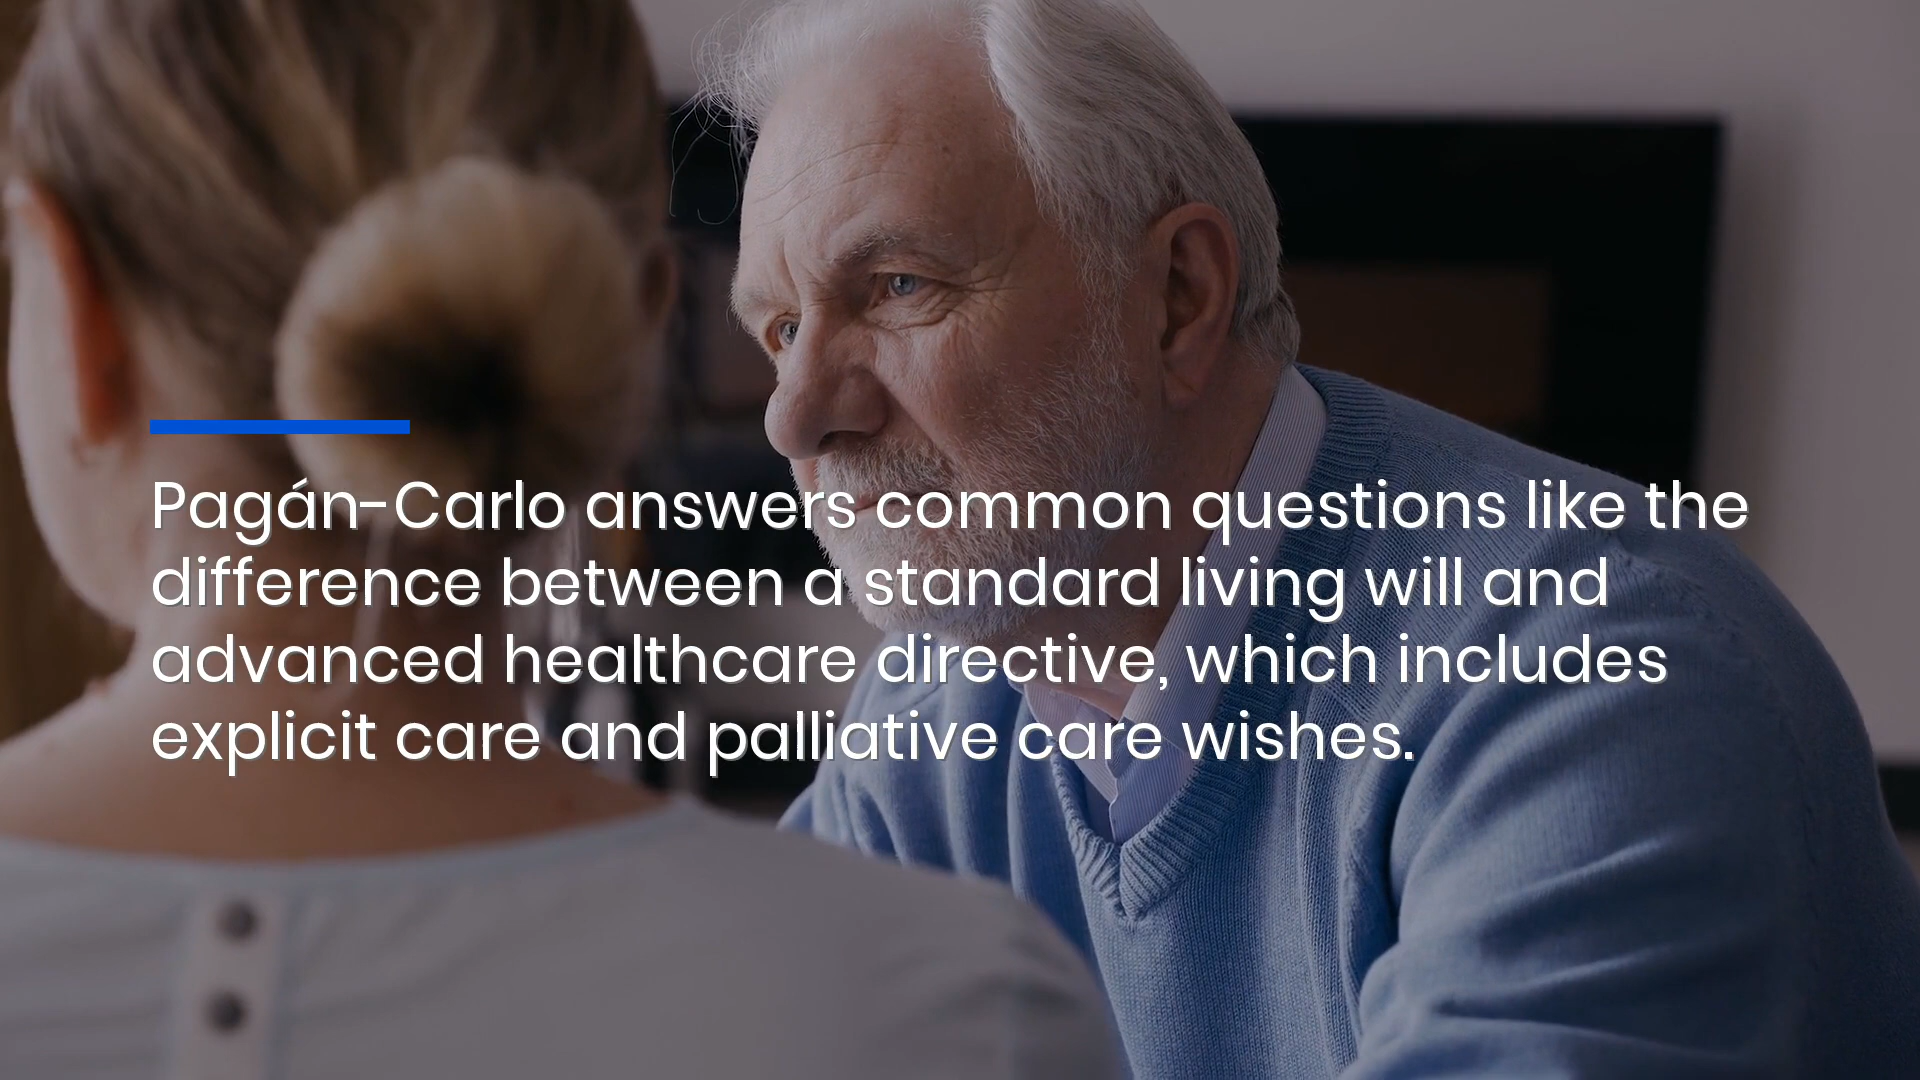 Pagán-Carlo answers common questions like the
difference between a standard living will and
advanced healthcare directive, which includes
explicit care and palliative care wishes.